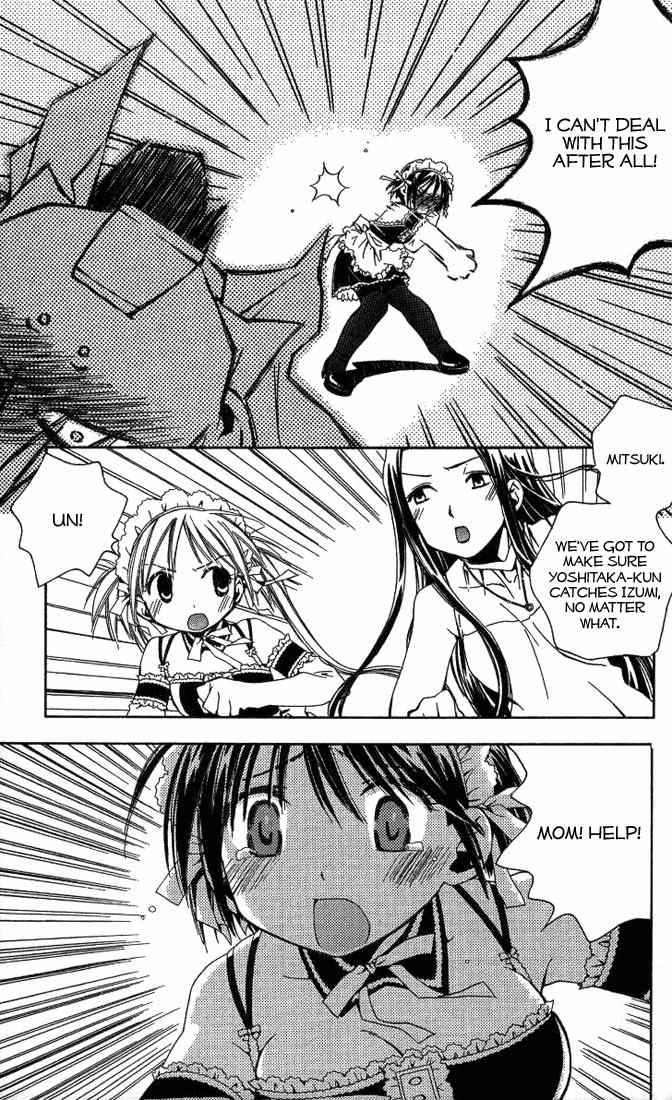 I CAN'T DEAL
WITH THIS
AFTER ALL!
MITSUKI.
WE'VE GOT TO
MAKE SURE
YOSHITAKA-KUN
CATCHES IZUMI,
NO MATTER
WHAT.
UN!
MOM! HELP!